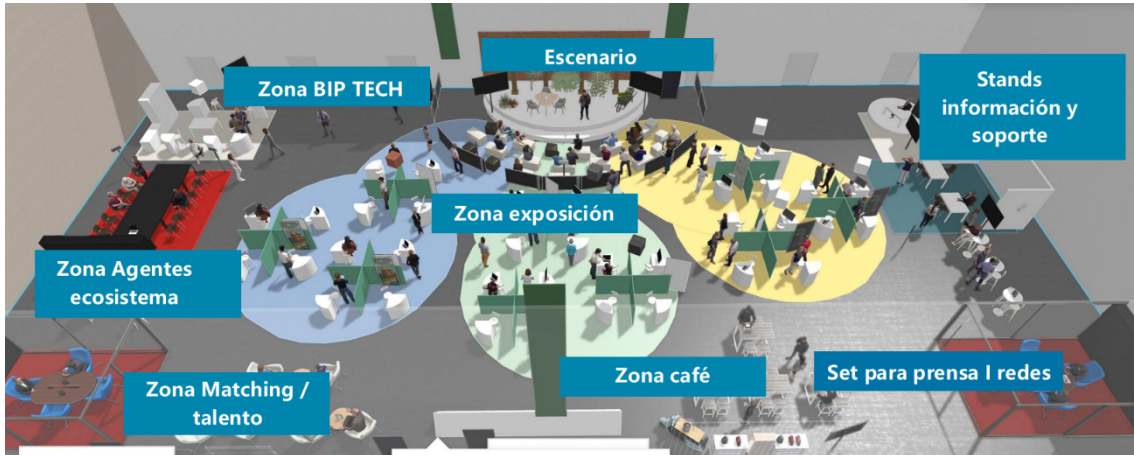 Escenario
Zona BIP TECH
Stands
información y
soporte
Zona exposición
Zona Agentes
ecosistema
Zona Matching /
talento
Zona café
Set para prensa I redes